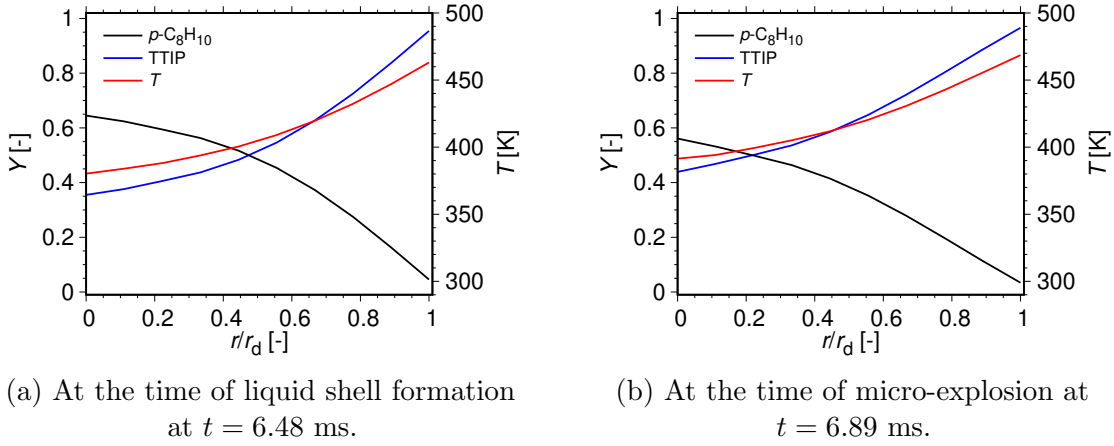 1
0.8
0.6
0.4
0.2
0
Y [-]
p-C8H10
TTIP
T
500
450
400
350
300
T [K]
0 0.2 0.4 0.6 0.8 1
r/rd [-]
(a) At the time of liquid shell formation
at t = 6.48 ms.
1
0.8
0.6
0.4
0.2
0
Y [-]
p-C8H10
TTIP
T
500
450
400
350
300
T [K]
0 0.2 0.4 0.6 0.8 1
r/rd [-]
(b) At the time of micro-explosion at
t = 6.89 ms.